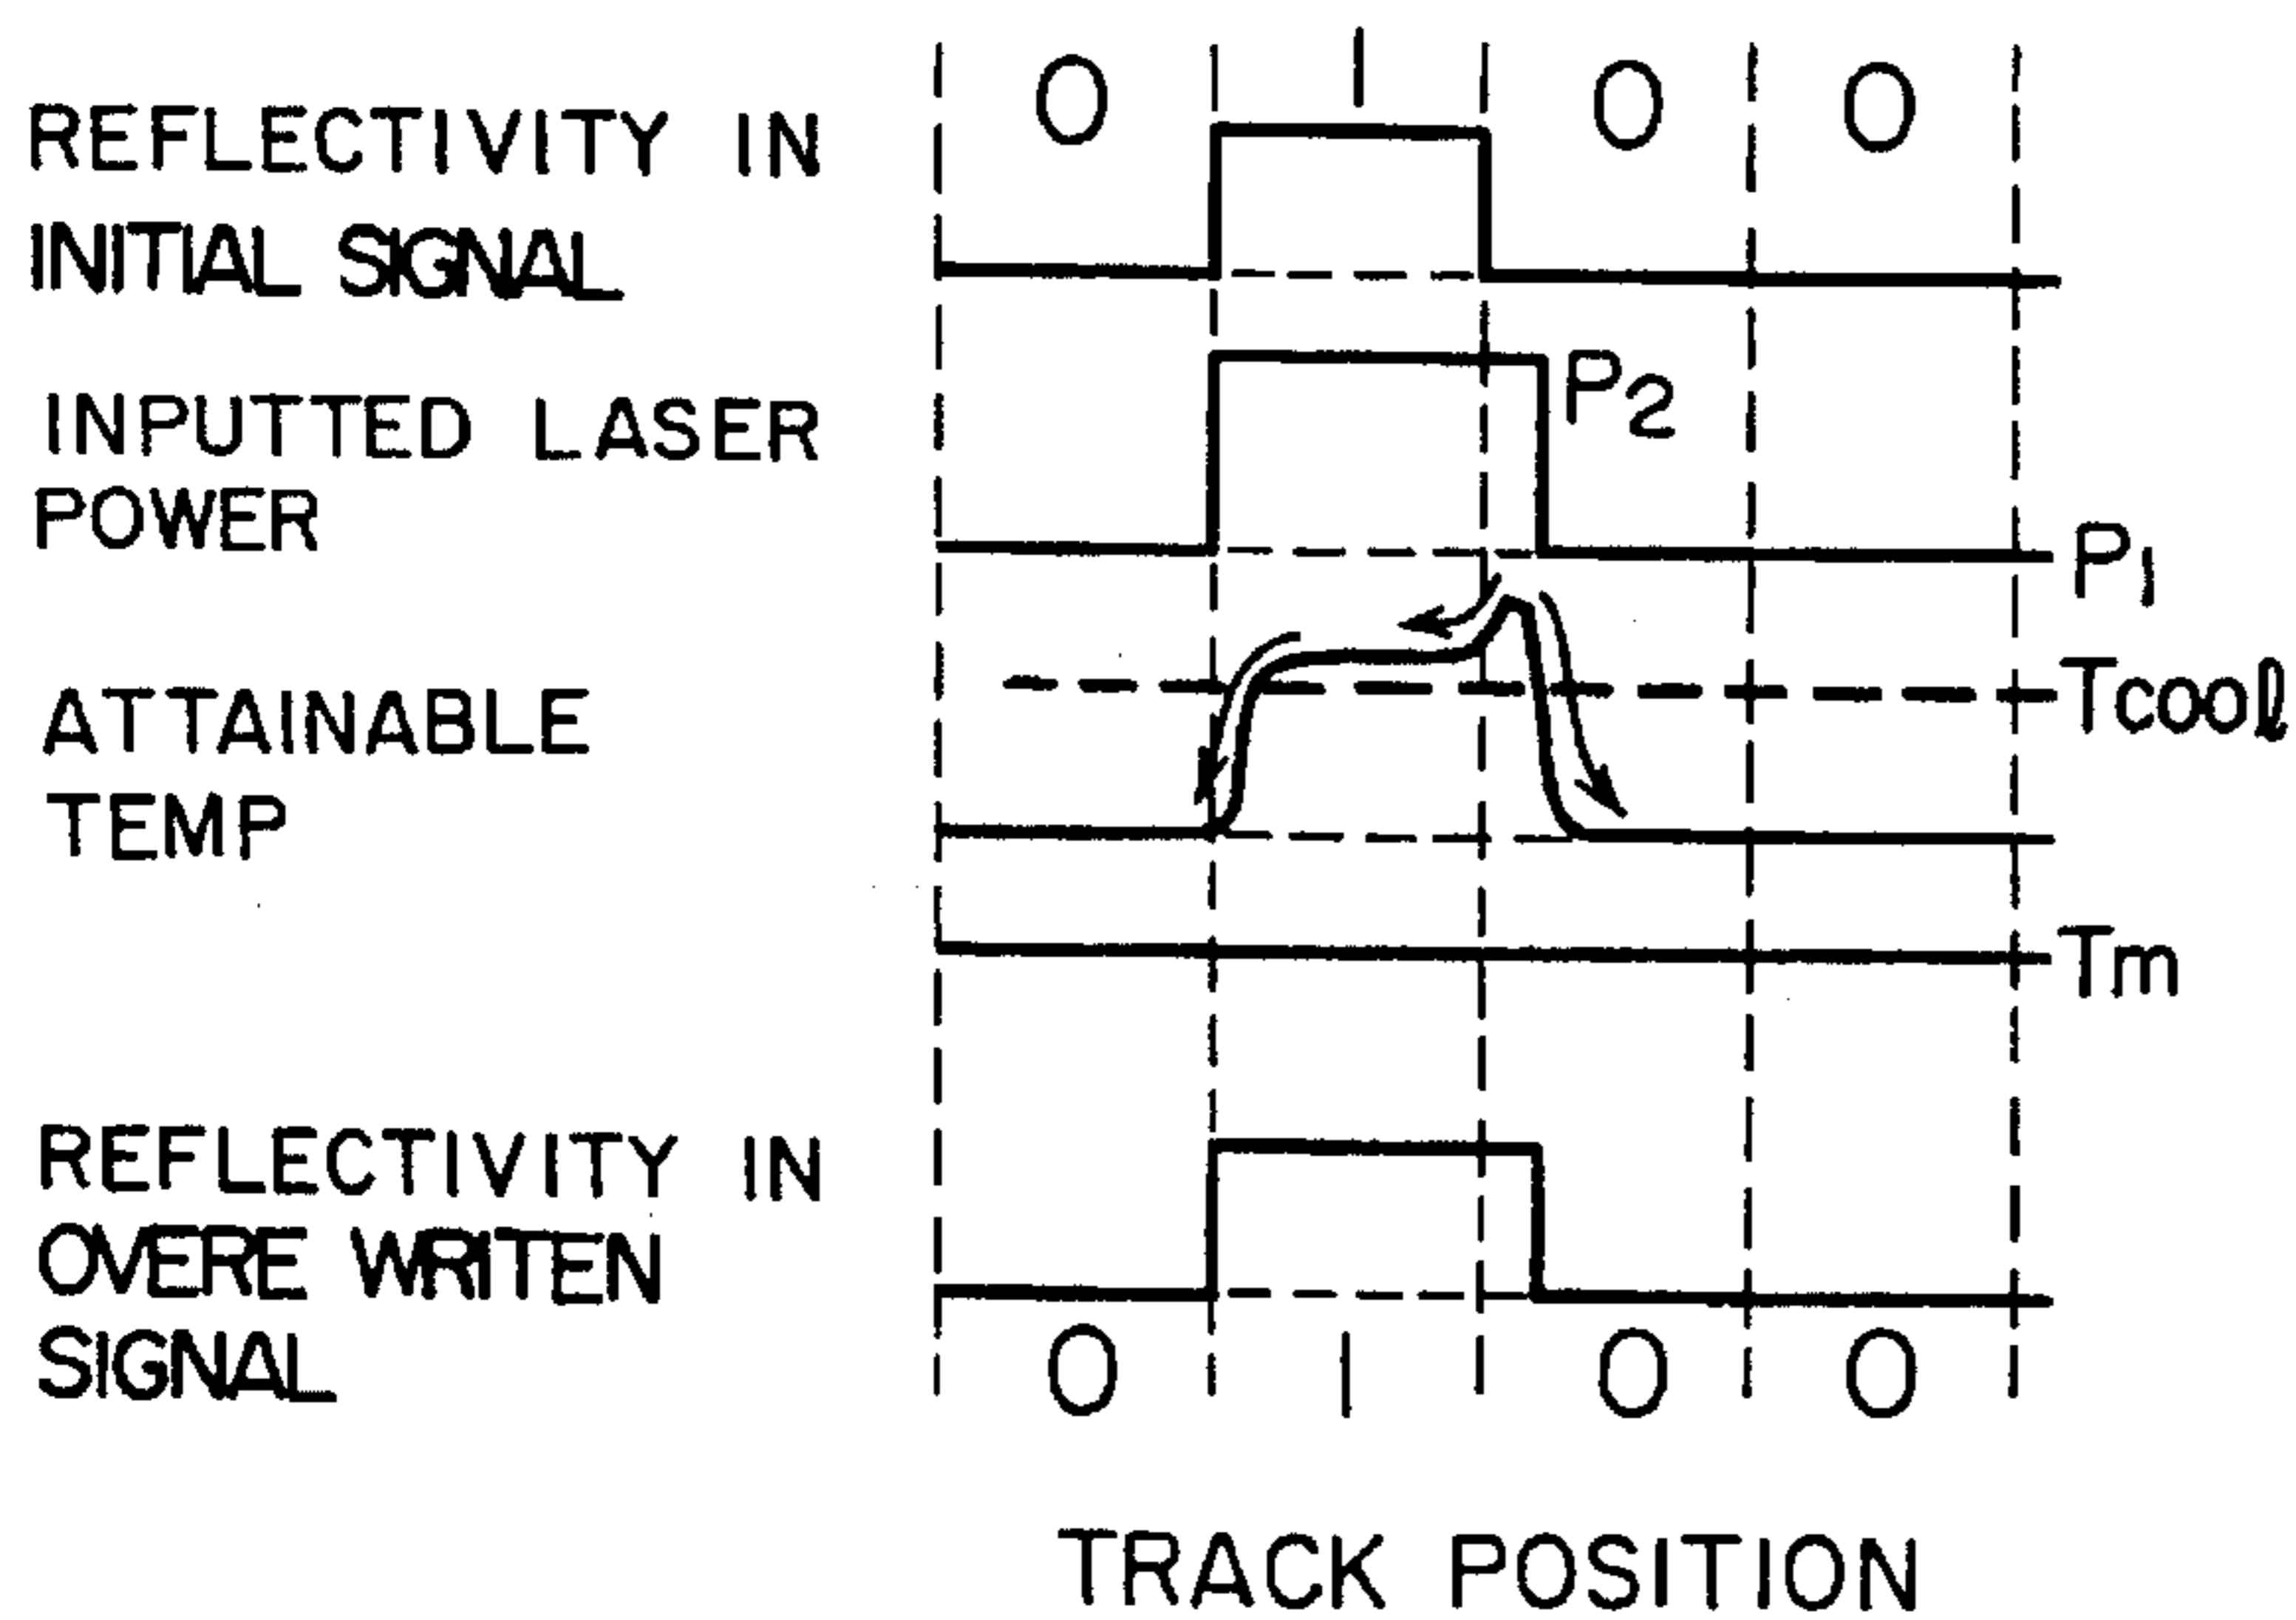 0 1 0 0
REFLECTIVITY IN
INITIAL SIGNAL
P2
INPUTTED LASER
POWER
P1
Tcool
ATTAINABLE
TEMP
Tm
REFLECTIVITY IN
OVERE WRITEN
SIGNAL
0 1 0 0
TRACK POSITION